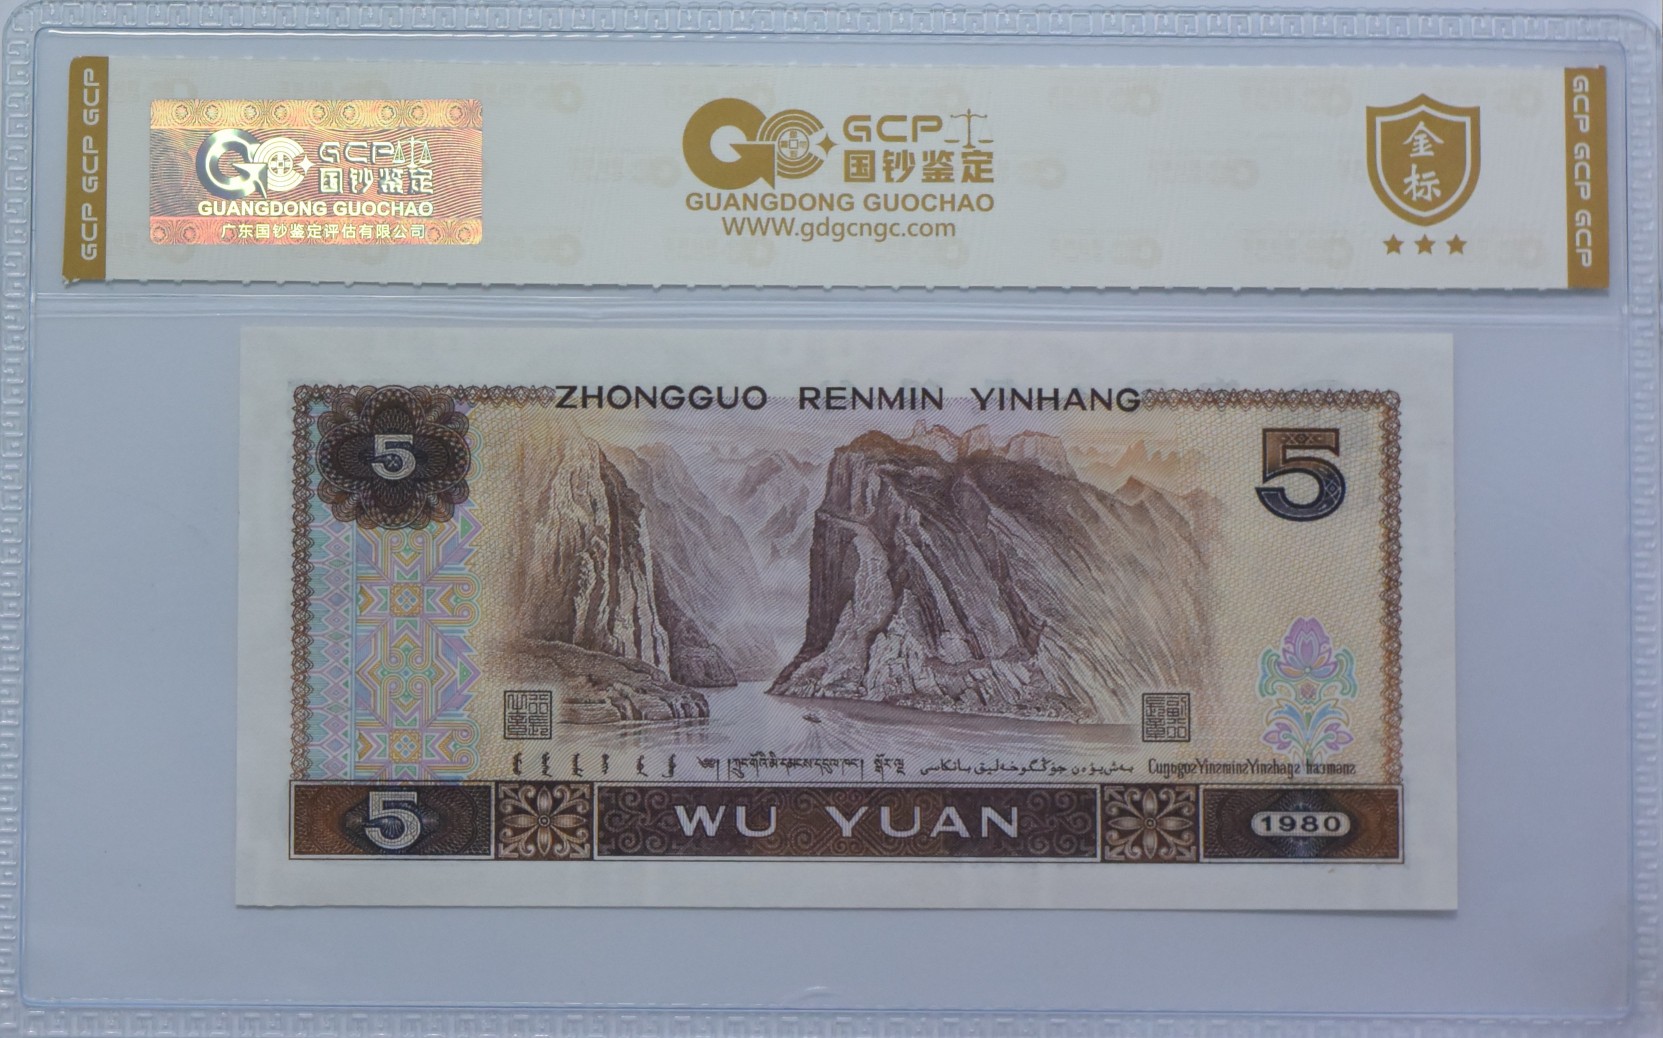 GCP GCP GCP
GCP
国钞鉴定
GUANGDONG GUOCHAO
广东国钞鉴定评估有限公司
GCP
国钞鉴定
GUANGDONG GUOCHAO
WWW.gdgcngc.com
金标
GCP GCP GCP
ZHONGGUO RENMIN YINHANG
5
5
5
WU YUAN
1980